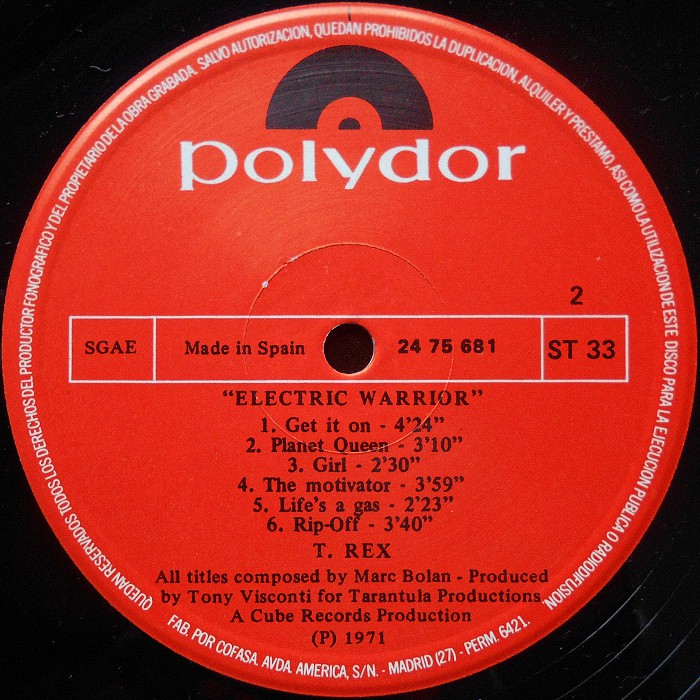 QUEDAN RESERVADOS TODOS LOS DERECHOS DEL PRODUCTOR FONOGRAFICO Y DEL PROPIETARIO DE LA OBRA GRABADA. SALVO AUTORIZACION, QUEDAN PROHIBIDOS LA DUPLICACION, ALQUILER Y PRESTAMO, ASI COMO LA UTILIZACION DE ESTE DISCO PARA LA EJECUCION PUBLICA O RADIODIFUSION.
polydor
2
SGAE Made in Spain 24 75 681 ST 33
"ELECTRIC WARRIOR"
1. Get it on - 4'24"
2. Planet Queen - 3'10"
3. Girl - 2'30"
4. The motivator - 3'59"
5. Life's a gas - 2'23"
6. Rip-Off - 3'40"
T. REX
All titles composed by Marc Bolan - Produced
by Tony Visconti for Tarantula Productions
A Cube Records Production
(P) 1971
FAB. POR COFASA. AVDA. AMERICA, S/N. - MADRID (27) - PERM. 6421.